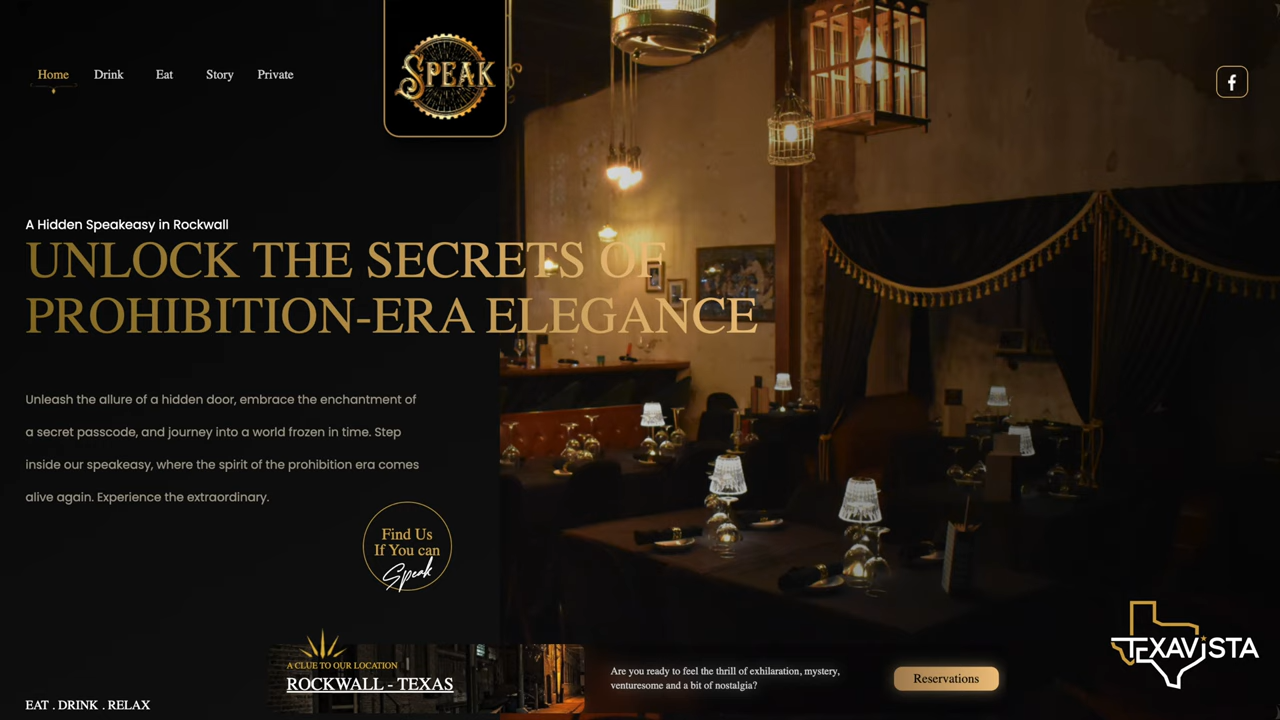 Home Drink Eat Story Private
SPEAK
A Hidden Speakeasy in Rockwall
UNLOCK THE SECRETS OF
PROHIBITION-ERA ELEGANCE
Unleash the allure of a hidden door, embrace the enchantment of
a secret passcode, and journey into a world frozen in time. Step
inside our speakeasy, where the spirit of the prohibition era comes
alive again. Experience the extraordinary.
Find Us
If You can
Speak
A CLUE TO OUR LOCATION
ROCKWALL - TEXAS
Are you ready to feel the thrill of exhilaration, mystery,
venturesome and a bit of nostalgia?
Reservations
TEXAVISTA
EAT . DRINK . RELAX